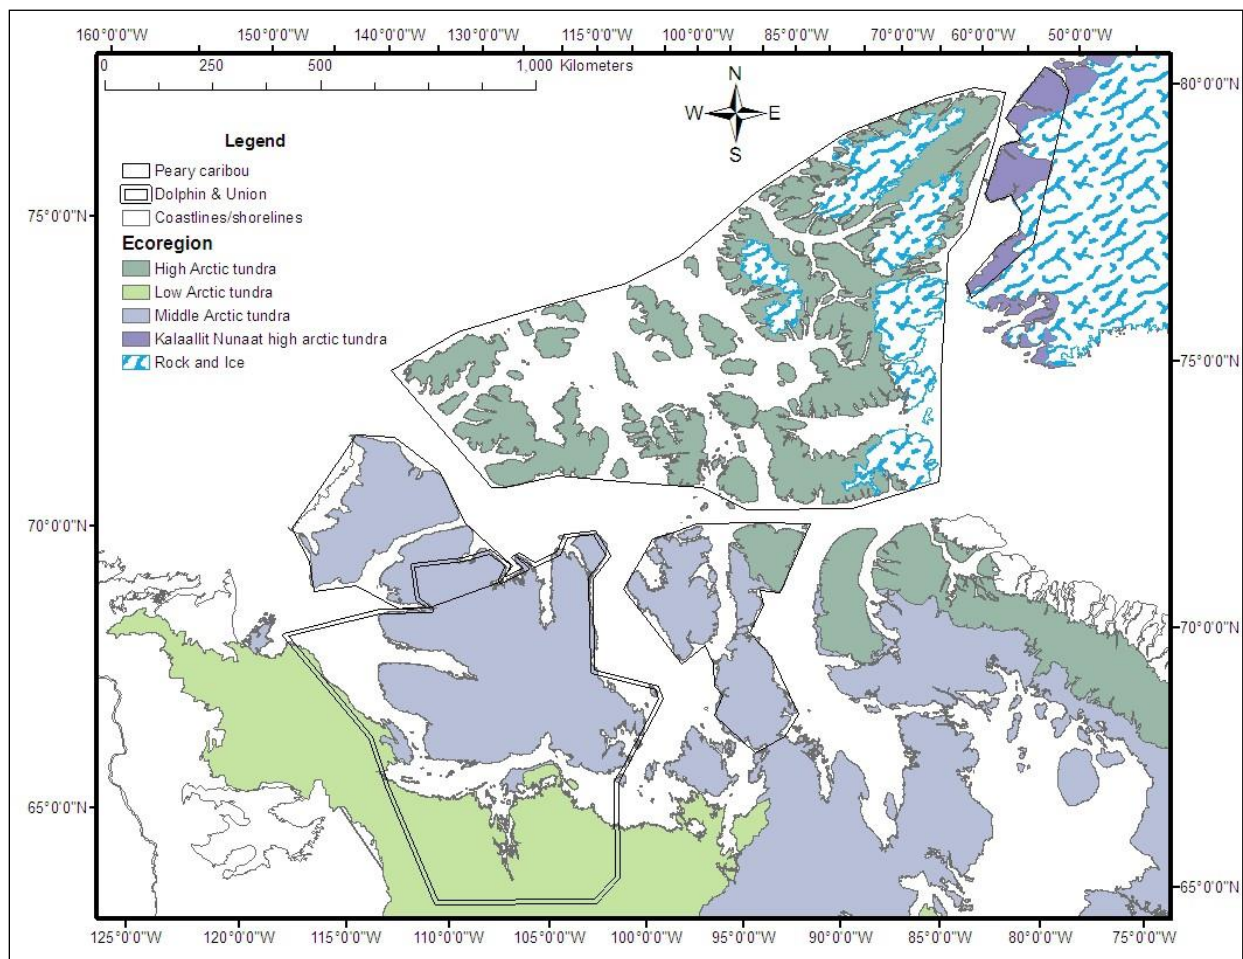 160°0'0"W 150°0'0"W 140°0'0"W 130°0'0"W 115°0'0"W 100°0'0"W 85°0'0"W 70°0'0"W 60°0'0"W 50°0'0"W
0 250 500 1,000 Kilometers
N
W E
S
80°0'0"N
75°0'0"N
75°0'0"N
70°0'0"N
70°0'0"N
65°0'0"N
65°0'0"N
Legend
Peary caribou
Dolphin & Union
Coastlines/shorelines
Ecoregion
High Arctic tundra
Low Arctic tundra
Middle Arctic tundra
Kalaallit Nunaat high arctic tundra
Rock and Ice
125°0'0"W 120°0'0"W 115°0'0"W 110°0'0"W 105°0'0"W 100°0'0"W 95°0'0"W 90°0'0"W 85°0'0"W 80°0'0"W 75°0'0"W